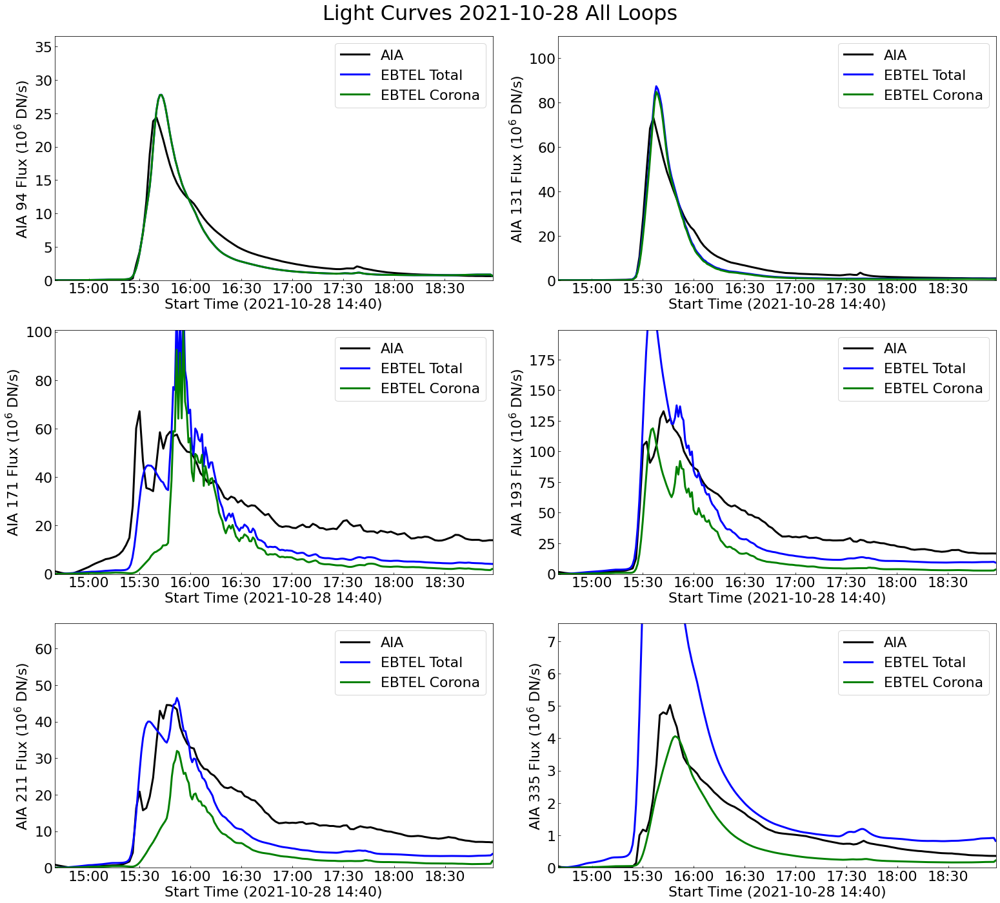 Light Curves 2021-10-28 All Loops
AIA 94 Flux (10⁶ DN/s)
35
30
25
20
15
10
5
0
AIA
EBTEL Total
EBTEL Corona
15:00 15:30 16:00 16:30 17:00 17:30 18:00 18:30
Start Time (2021-10-28 14:40)
AIA 131 Flux (10⁶ DN/s)
100
80
60
40
20
0
AIA
EBTEL Total
EBTEL Corona
15:00 15:30 16:00 16:30 17:00 17:30 18:00 18:30
Start Time (2021-10-28 14:40)
AIA 171 Flux (10⁶ DN/s)
100
80
60
40
20
0
AIA
EBTEL Total
EBTEL Corona
15:00 15:30 16:00 16:30 17:00 17:30 18:00 18:30
Start Time (2021-10-28 14:40)
AIA 193 Flux (10⁶ DN/s)
175
150
125
100
75
50
25
0
AIA
EBTEL Total
EBTEL Corona
15:00 15:30 16:00 16:30 17:00 17:30 18:00 18:30
Start Time (2021-10-28 14:40)
AIA 211 Flux (10⁶ DN/s)
60
50
40
30
20
10
0
AIA
EBTEL Total
EBTEL Corona
15:00 15:30 16:00 16:30 17:00 17:30 18:00 18:30
Start Time (2021-10-28 14:40)
AIA 335 Flux (10⁶ DN/s)
7
6
5
4
3
2
1
0
AIA
EBTEL Total
EBTEL Corona
15:00 15:30 16:00 16:30 17:00 17:30 18:00 18:30
Start Time (2021-10-28 14:40)